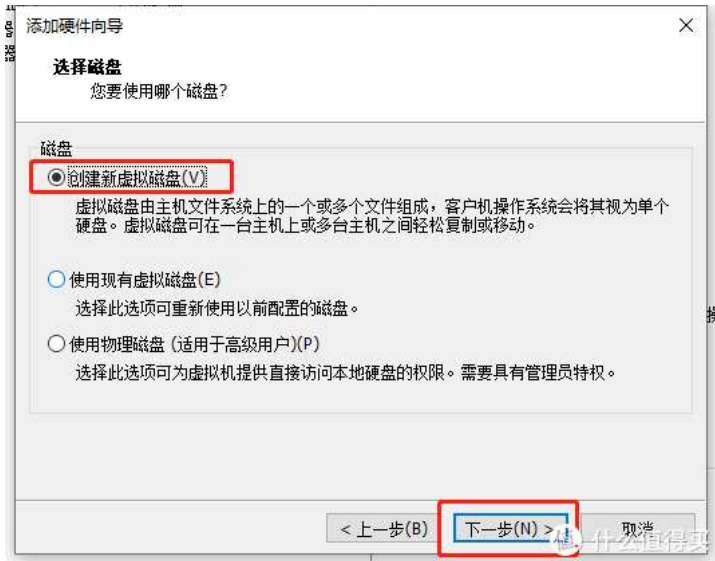 添加硬件向导
选择磁盘
您要使用哪个磁盘?
磁盘
创建新虚拟磁盘(V)
虚拟磁盘由主机文件系统上的一个或多个文件组成，客户机操作系统会将其视为单个
硬盘。虚拟磁盘可在一台主机上或多台主机之间轻松复制或移动。
使用现有虚拟磁盘(E)
选择此选项可重新使用以前配置的磁盘。
使用物理磁盘 (适用于高级用户)(P)
选择此选项可为虚拟机提供直接访问本地硬盘的权限。需要具有管理员特权。
< 上一步(B)
下一步(N) >
取消
值 什么值得买